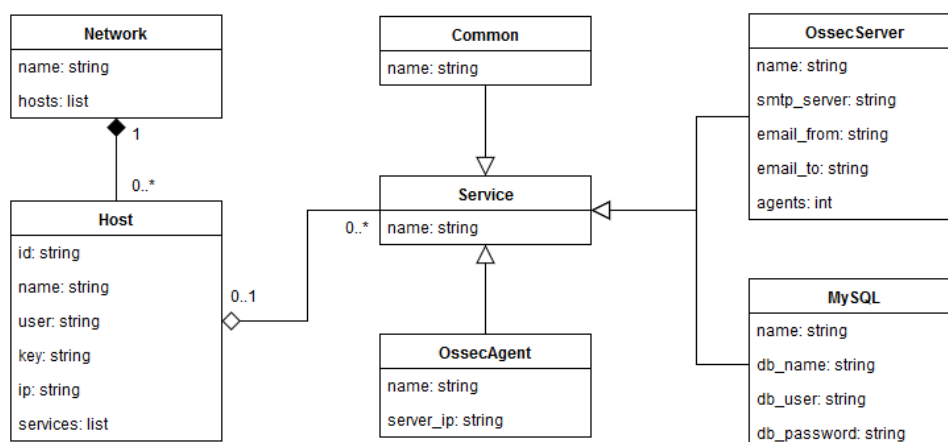 Network
name: string
hosts: list
1
0..*
Host
id: string
name: string
user: string
key: string
ip: string
services: list
0..1
0..*
Common
name: string
Service
name: string
OssecAgent
name: string
server_ip: string
OssecServer
name: string
smtp_server: string
email_from: string
email_to: string
agents: int
MySQL
name: string
db_name: string
db_user: string
db_password: string